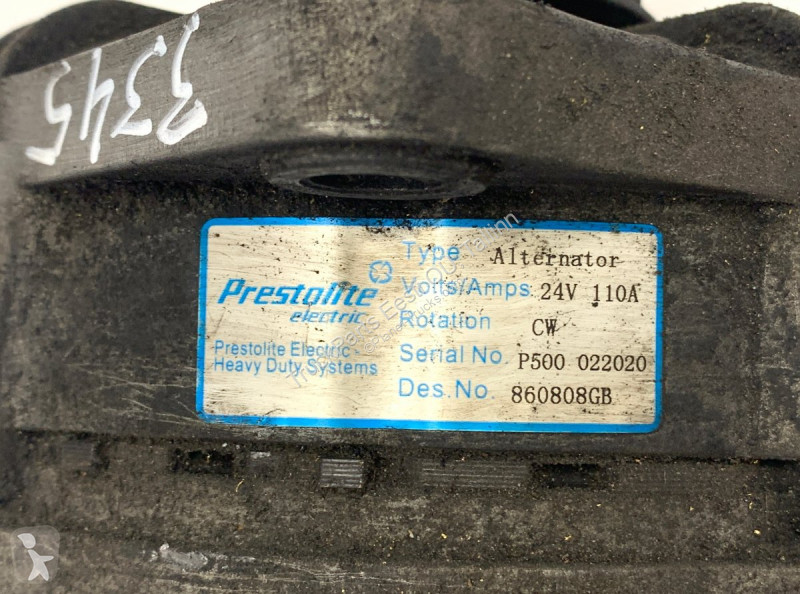 3345
Prestolite
electric
Prestolite Electric
Heavy Duty Systems
Type Alternator
Volts/Amps 24V 110A
Rotation CW
Serial No. P500 022020
Des.No. 860808GB